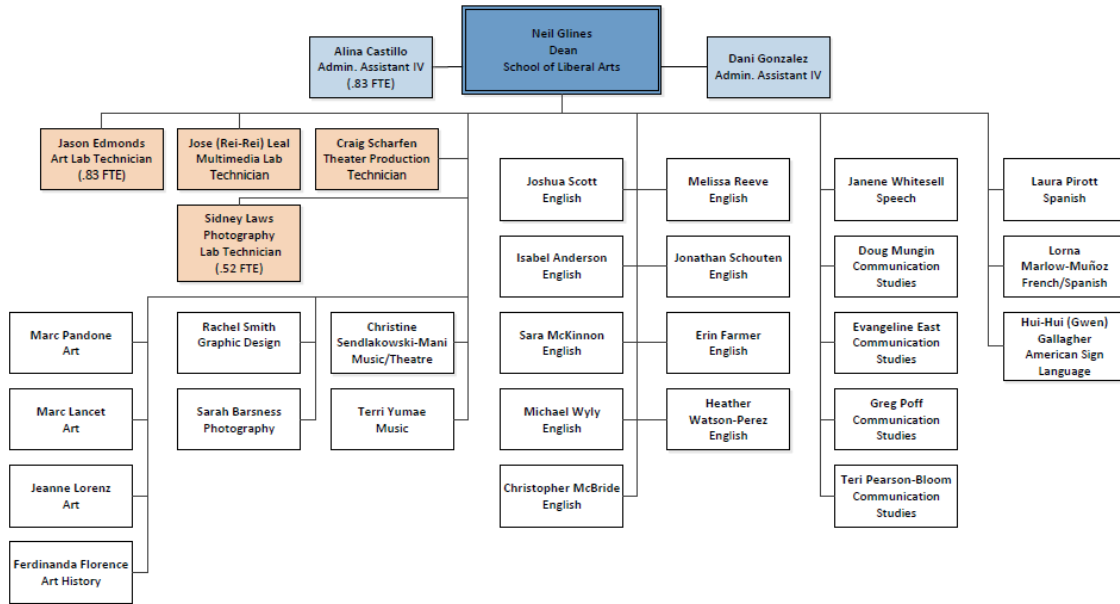 Neil Glines
Dean
School of Liberal Arts
Alina Castillo
Admin. Assistant IV
(.83 FTE)
Dani Gonzalez
Admin. Assistant IV
Jason Edmonds
Art Lab Technician
(.83 FTE)
Jose (Rei-Rei) Leal
Multimedia Lab
Technician
Craig Scharfen
Theater Production
Technician
Sidney Laws
Photography
Lab Technician
(.52 FTE)
Marc Pandone
Art
Marc Lancet
Art
Jeanne Lorenz
Art
Ferdinanda Florence
Art History
Rachel Smith
Graphic Design
Sarah Barsness
Photography
Christine
Sendlakowski-Mani
Music/Theatre
Terri Yumae
Music
Joshua Scott
English
Isabel Anderson
English
Sara McKinnon
English
Michael Wyly
English
Christopher McBride
English
Melissa Reeve
English
Jonathan Schouten
English
Erin Farmer
English
Heather
Watson-Perez
English
Janene Whitesell
Speech
Doug Mungin
Communication
Studies
Evangeline East
Communication
Studies
Greg Poff
Communication
Studies
Teri Pearson-Bloom
Communication
Studies
Laura Pirott
Spanish
Lorna
Marlow-Muñoz
French/Spanish
Hui-Hui (Gwen)
Gallagher
American Sign
Language